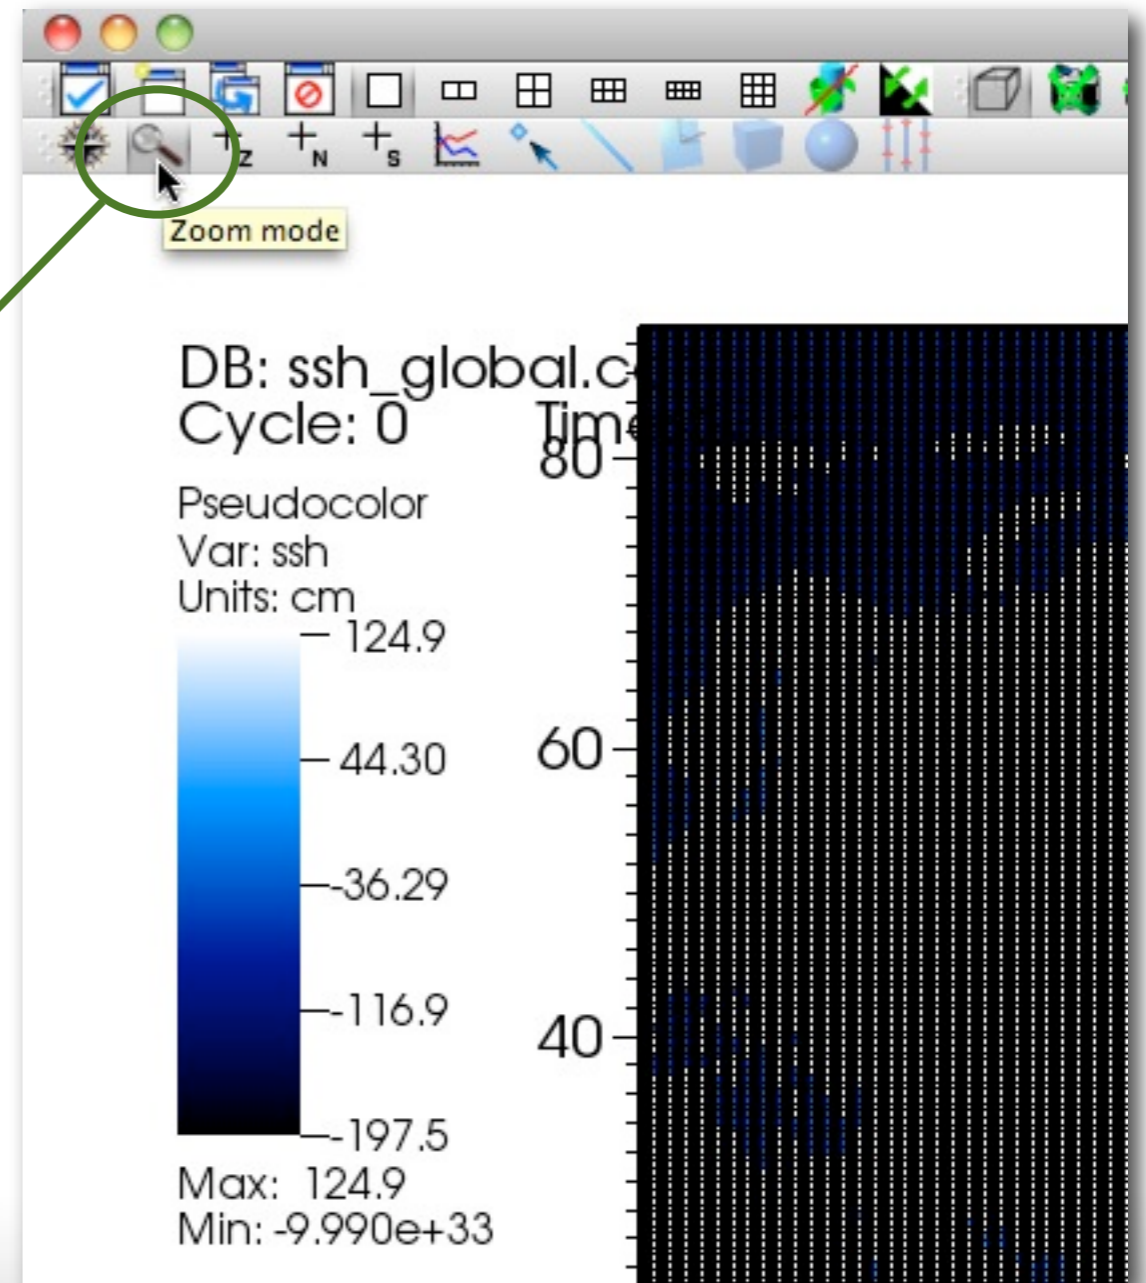 Z N S
Zoom mode
DB: ssh_global.c
Cycle: 0 Time
80
Pseudocolor
Var: ssh
Units: cm
124.9
44.30
60
-36.29
-116.9
40
-197.5
Max: 124.9
Min: -9.990e+33